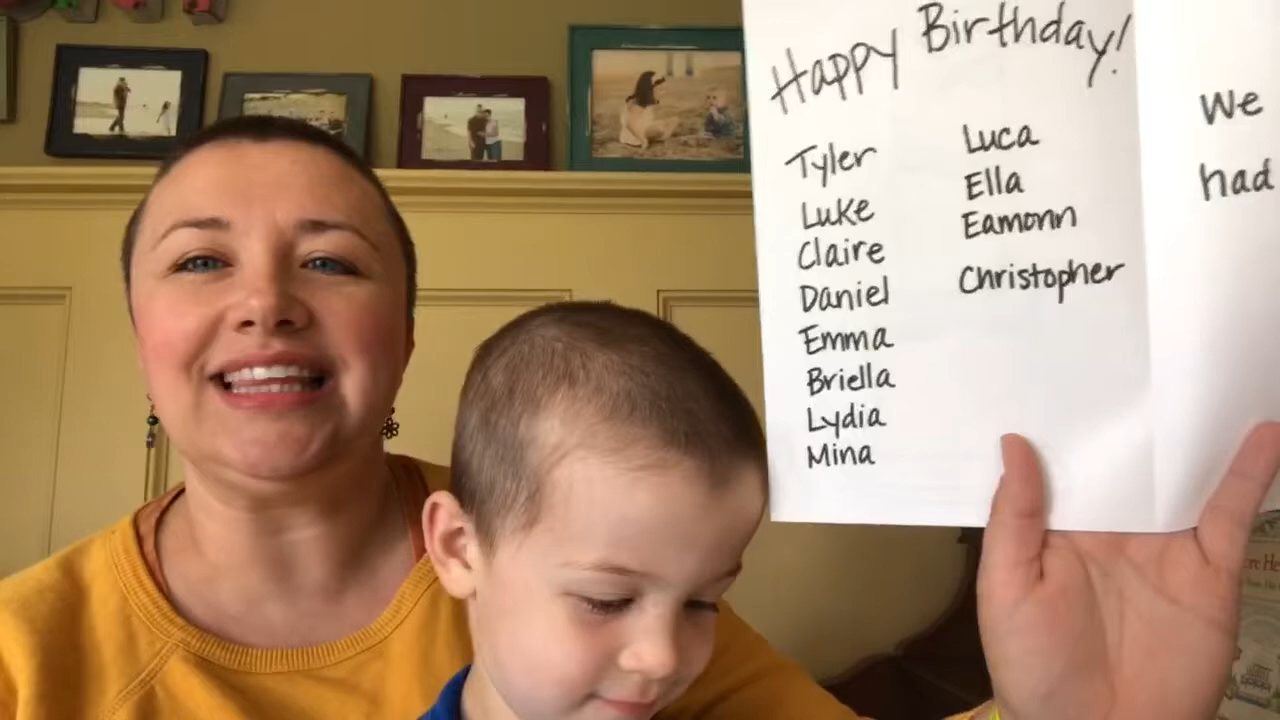 Happy Birthday!
Tyler
Luke
Claire
Daniel
Emma
Briella
Lydia
Mina
Luca
Ella
Eamonn
Christopher
We
had